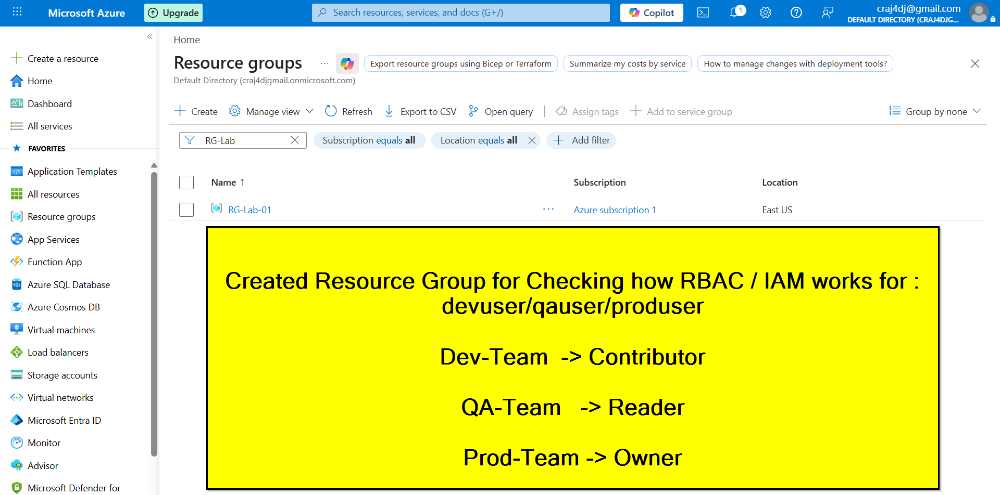 Microsoft Azure
Upgrade
Search resources, services, and docs (G+/)
Copilot
1
craj4dj@gmail.com
DEFAULT DIRECTORY (CRAJ4DJG...
Create a resource
Home
Dashboard
All services
FAVORITES
Application Templates
All resources
Resource groups
App Services
Function App
SQL
Azure SQL Database
Azure Cosmos DB
Virtual machines
Load balancers
Storage accounts
Virtual networks
Microsoft Entra ID
Monitor
Advisor
Microsoft Defender for
Home
Resource groups
...
Export resource groups using Bicep or Terraform
Summarize my costs by service
How to manage changes with deployment tools?
Default Directory (craj4djgmail.onmicrosoft.com)
Create
Manage view
Refresh
Export to CSV
Open query
Assign tags
Add to service group
Group by none
RG-Lab
Subscription equals all
Location equals all
Add filter
Name ↑
Subscription
Location
RG-Lab-01
...
Azure subscription 1
East US
Created Resource Group for Checking how RBAC / IAM works for :
devuser/qauser/produser
Dev-Team -> Contributor
QA-Team -> Reader
Prod-Team -> Owner